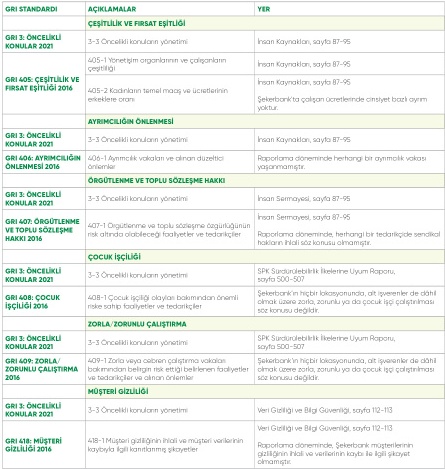 GRI STANDARDI AÇIKLAMALAR YER
ÇEŞİTLİLİK VE FIRSAT EŞİTLİĞİ
GRI 3: ÖNCELİKLİ
KONULAR 2021
3-3 Öncelikli konuların yönetimi
İnsan Kaynakları, sayfa 87-95
GRI 405: ÇEŞİTLİLİK VE
FIRSAT EŞİTLİĞİ 2016
405-1 Yönetişim organlarının ve çalışanların
çeşitliliği
İnsan Kaynakları, sayfa 87-95
405-2 Kadınların temel maaş ve ücretlerinin
erkeklere oranı
İnsan Kaynakları, sayfa 87-95
Şekerbank'ta çalışan ücretlerinde cinsiyet bazlı ayrım
yoktur.
AYRIMCILIĞIN ÖNLENMESİ
GRI 3: ÖNCELİKLİ
KONULAR 2021
3-3 Öncelikli konuların yönetimi
İnsan Kaynakları, sayfa 87-95
GRI 406: AYRIMCILIĞIN
ÖNLENMESİ 2016
406-1 Ayrımcılık vakaları ve alınan düzeltici
önlemler
Raporlama döneminde herhangi bir ayrımcılık vakası
yaşanmamıştır.
ÖRGÜTLENME VE TOPLU SÖZLEŞME HAKKI
GRI 3: ÖNCELİKLİ
KONULAR 2021
3-3 Öncelikli konuların yönetimi
İnsan Sermayesi, sayfa 87-95
GRI 407: ÖRGÜTLENME
VE TOPLU SÖZLEŞME
HAKKI 2016
407-1 Örgütlenme ve toplu sözleşme özgürlüğünün
risk altında olabileceği faaliyetler ve tedarikçiler
İnsan Sermayesi, sayfa 87-95
Raporlama döneminde, herhangi bir tedarikçide sendikal
hakların ihlali söz konusu olmamıştır.
ÇOCUK İŞÇİLİĞİ
GRI 3: ÖNCELİKLİ
KONULAR 2021
3-3 Öncelikli konuların yönetimi
SPK Sürdürülebilirlik İlkelerine Uyum Raporu,
sayfa 500-507
GRI 408: ÇOCUK
İŞÇİLİĞİ 2016
408-1 Çocuk işçiliği olayları bakımından önemli
riske sahip faaliyetler ve tedarikçiler
Şekerbank'ın hiçbir lokasyonunda, alt işverenler de dâhil
olmak üzere zorla, zorunlu ya da çocuk işçi çalıştırılması
söz konusu değildir.
ZORLA/ZORUNLU ÇALIŞTIRMA
GRI 3: ÖNCELİKLİ
KONULAR 2021
3-3 Öncelikli konuların yönetimi
SPK Sürdürülebilirlik İlkelerine Uyum Raporu,
sayfa 500-507
GRI 409: ZORLA/
ZORUNLU ÇALIŞTIRMA
2016
409-1 Zorla veya cebren çalıştırma vakaları
bakımından belirgin risk ettiği belirlenen faaliyetler
ve tedarikçiler ve alınan önlemler
Şekerbank'ın hiçbir lokasyonunda, alt işverenler de dâhil
olmak üzere zorla, zorunlu ya da çocuk işçi çalıştırılması
söz konusu değildir.
MÜŞTERİ GİZLİLİĞİ
GRI 3: ÖNCELİKLİ
KONULAR 2021
3-3 Öncelikli konuların yönetimi
Veri Gizliliği ve Bilgi Güvenliği, sayfa 112-113
GRI 418: MÜŞTERİ
GİZLİLİĞİ 2016
418-1 Müşteri gizliliğinin ihlali ve müşteri verilerinin
kaybıyla ilgili kanıtlanmış şikayetler
Veri Gizliliği ve Bilgi Güvenliği, sayfa 112-113
Raporlama döneminde, Şekerbank müşterilerinin
gizliliğinin ihlali ve verilerinin kaybı ile ilgili şikayet
olmamıştır.